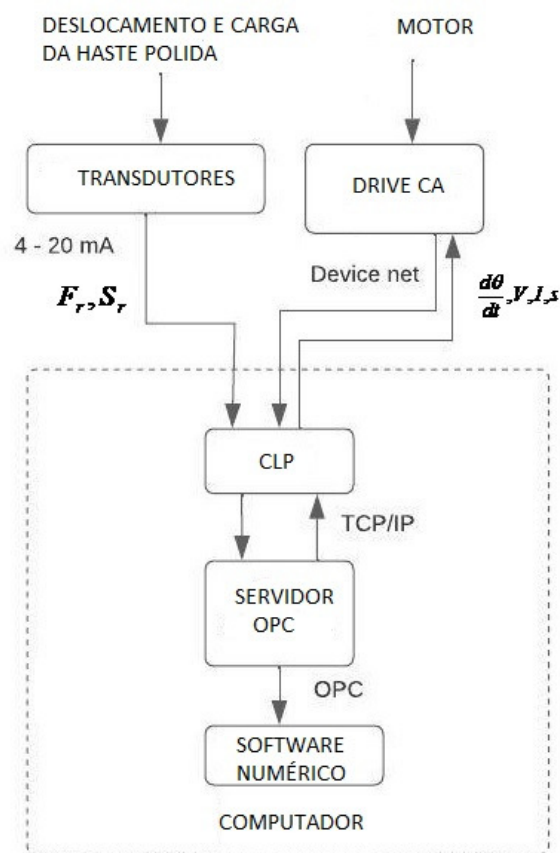 DESLOCAMENTO E CARGA
DA HASTE POLIDA
MOTOR
TRANSDUTORES
DRIVE CA
4 - 20 mA
Device net
F_r, S_r
dθ/dt, V, I, s
CLP
TCP/IP
SERVIDOR
OPC
OPC
SOFTWARE
NUMÉRICO
COMPUTADOR